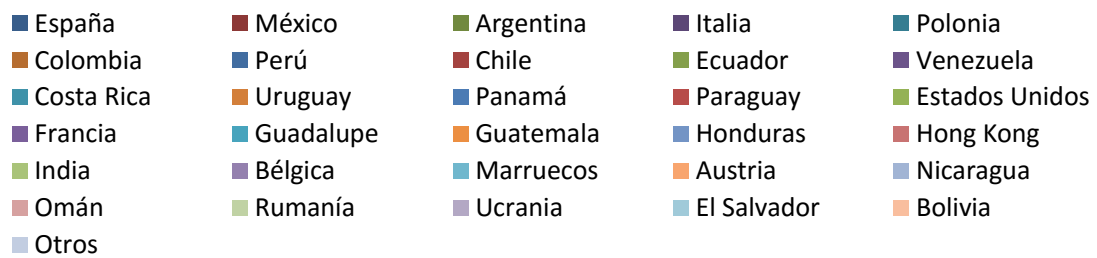 España México Argentina Italia Polonia
Colombia Perú Chile Ecuador Venezuela
Costa Rica Uruguay Panamá Paraguay Estados Unidos
Francia Guadalupe Guatemala Honduras Hong Kong
India Bélgica Marruecos Austria Nicaragua
Omán Rumanía Ucrania El Salvador Bolivia
Otros